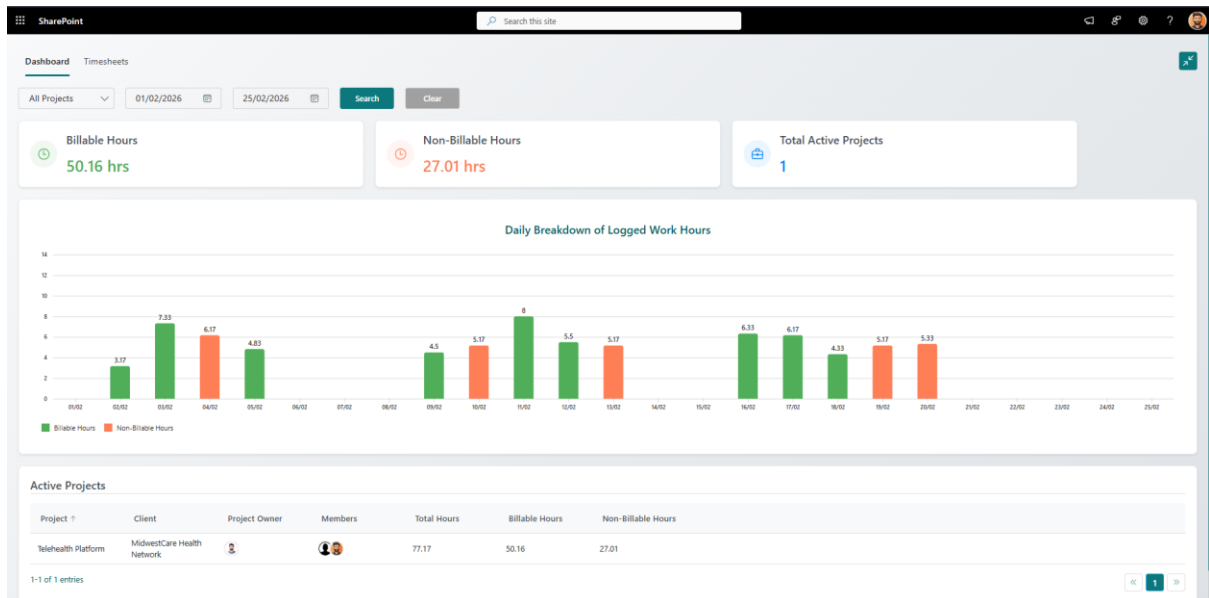 SharePoint
Search this site
?
Dashboard Timesheets
All Projects 01/02/2026 25/02/2026 Search Clear
Billable Hours
50.16 hrs
Non-Billable Hours
27.01 hrs
Total Active Projects
1
Daily Breakdown of Logged Work Hours
14
12
10
8
6
4
2
0
3.17 7.33 6.17 4.83 4.5 5.17 8 5.5 5.17 6.33 6.17 4.33 5.17 5.33
01/02 02/02 03/02 04/02 05/02 06/02 07/02 08/02 09/02 10/02 11/02 12/02 13/02 14/02 15/02 16/02 17/02 18/02 19/02 20/02 21/02 22/02 23/02 24/02 25/02
Billable Hours Non-Billable Hours
Active Projects
Project ↑ Client Project Owner Members Total Hours Billable Hours Non-Billable Hours
Telehealth Platform MidwestCare Health Network 77.17 50.16 27.01
1-1 of 1 entries
« 1 »